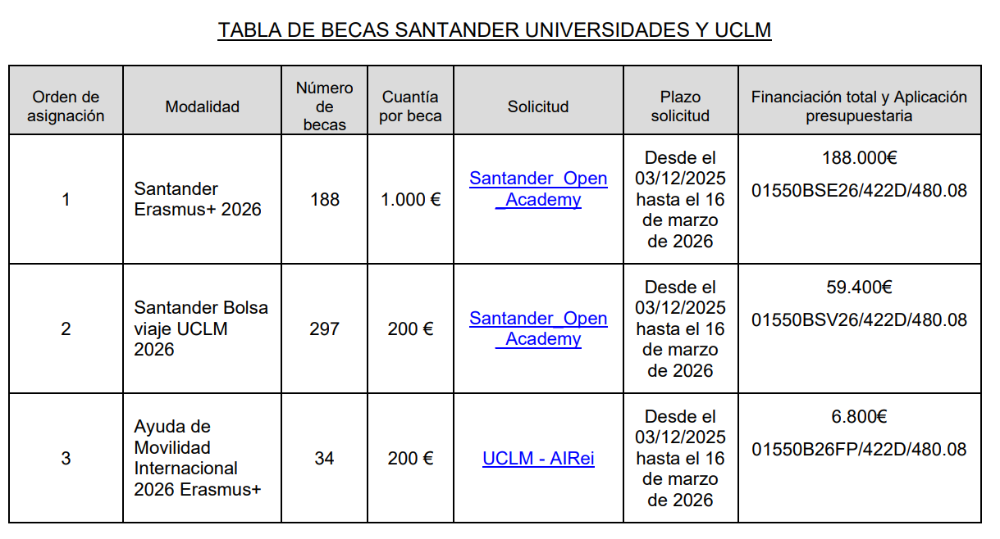 TABLA DE BECAS SANTANDER UNIVERSIDADES Y UCLM
Orden de
asignación
Modalidad
Número
de
becas
Cuantía
por beca
Solicitud
Plazo
solicitud
Financiación total y Aplicación
presupuestaria
1
Santander
Erasmus+ 2026
188
1.000 €
Santander_Open
_Academy
Desde el
03/12/2025
hasta el 16
de marzo
de 2026
188.000€
01550BSE26/422D/480.08
2
Santander Bolsa
viaje UCLM
2026
297
200 €
Santander_Open
_Academy
Desde el
03/12/2025
hasta el 16
de marzo
de 2026
59.400€
01550BSV26/422D/480.08
3
Ayuda de
Movilidad
Internacional
2026 Erasmus+
34
200 €
UCLM - AIRei
Desde el
03/12/2025
hasta el 16
de marzo
de 2026
6.800€
01550B26FP/422D/480.08